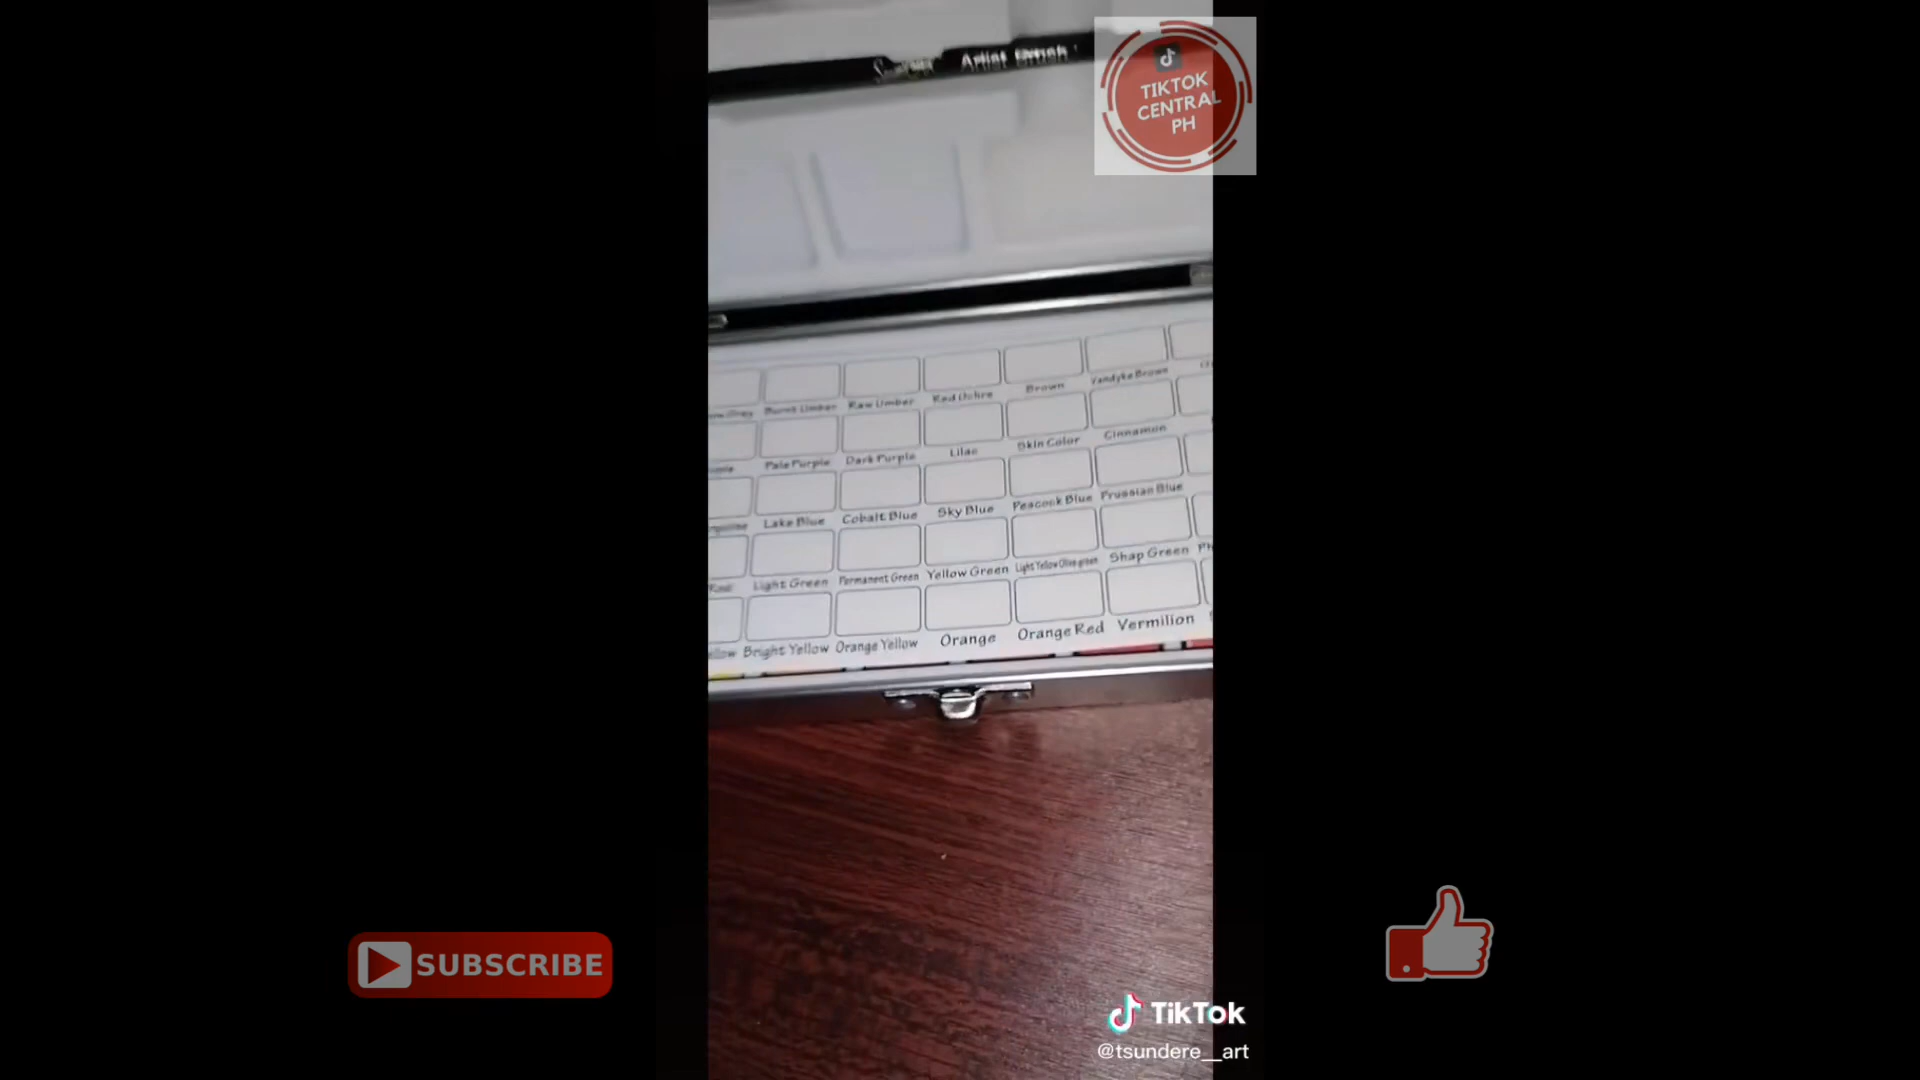 Artist Brush
TIKTOK
CENTRAL
PH
Burnt Umber Raw Umber Red Ochre Brown Vandyke Brown
Pale Purple Dark Purple Lilac Skin Color Cinnamon
Lake Blue Cobalt Blue Sky Blue Peacock Blue Prussian Blue
Light Green Permanent Green Yellow Green Light Yellow Olive green Shap Green
Bright Yellow Orange Yellow Orange Orange Red Vermilion
SUBSCRIBE
TikTok
@tsundere__art